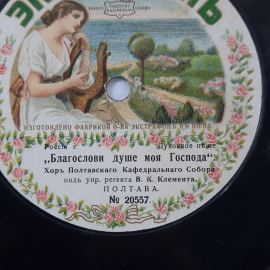 ИЗГОТОВЛЕНО ФАБРИКОЙ О-ВА ЭКСТРАФОНЪ ВЪ КІЕВѢ.
Россія Духовное пѣніе
„Благослови душе моя Господа“.
Хоръ Полтавскаго Кафедральнаго Собора
подъ упр. регента В. К. Клемента.
ПОЛТАВА.
№ 20557.